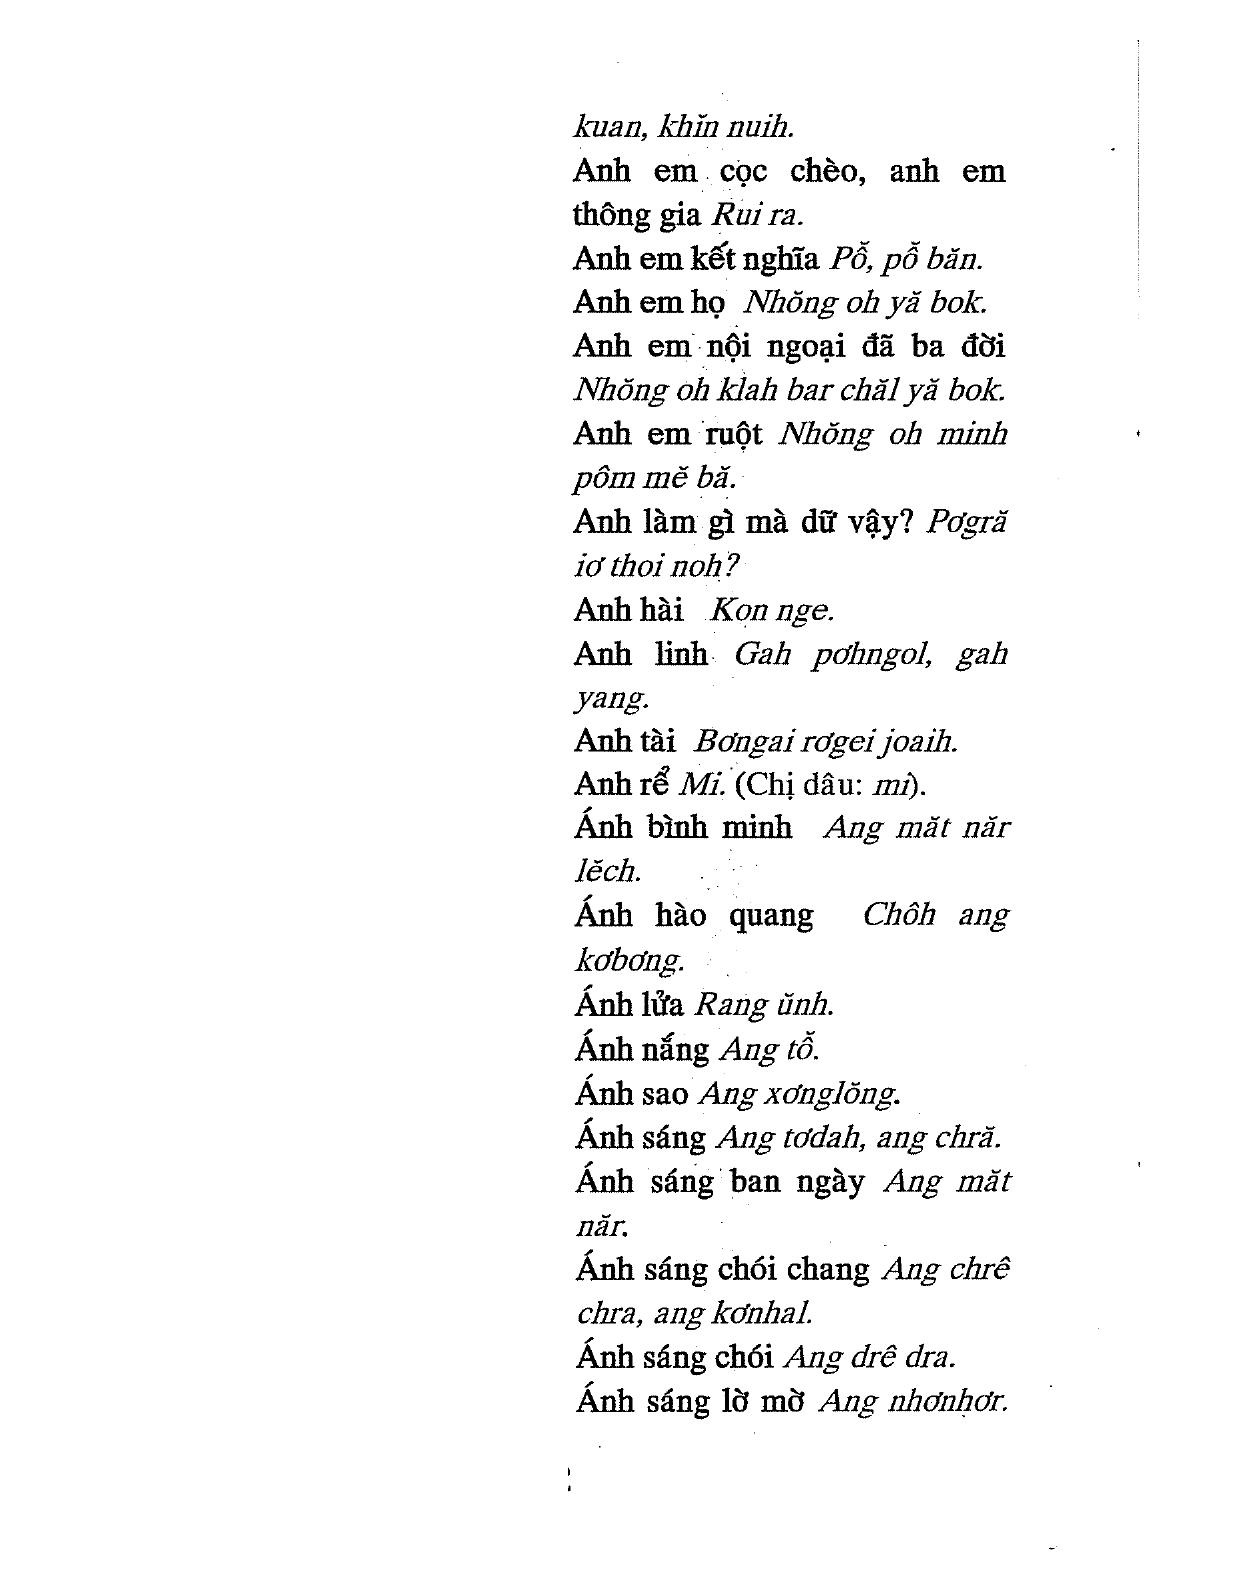 kuan, khĭn nuih.
Anh em cọc chèo, anh em
thông gia Rui ra.
Anh em kết nghĩa Pô̆, pô̆ băn.
Anh em họ Nhŏng oh yă bok.
Anh em nội ngoại đã ba đời
Nhŏng oh klah bar chăl yă bok.
Anh em ruột Nhŏng oh minh
pôm mĕ bă.
Anh làm gì mà dữ vậy? Pơgră
iơ thoi noh?
Anh hài Kon nge.
Anh linh Gah pơhngol, gah
yang.
Anh tài Bơngai rơgei joaih.
Anh rể Mi. (Chị dâu: mi).
Ánh bình minh Ang măt năr
lĕch.
Ánh hào quang Chôh ang
kơbơng.
Ánh lửa Rang ŭnh.
Ánh nắng Ang tô̆.
Ánh sao Ang xơnglŏng.
Ánh sáng Ang tơdah, ang chră.
Ánh sáng ban ngày Ang măt
năr.
Ánh sáng chói chang Ang chrê
chra, ang kơnhal.
Ánh sáng chói Ang drê dra.
Ánh sáng lờ mờ Ang nhơnhơr.